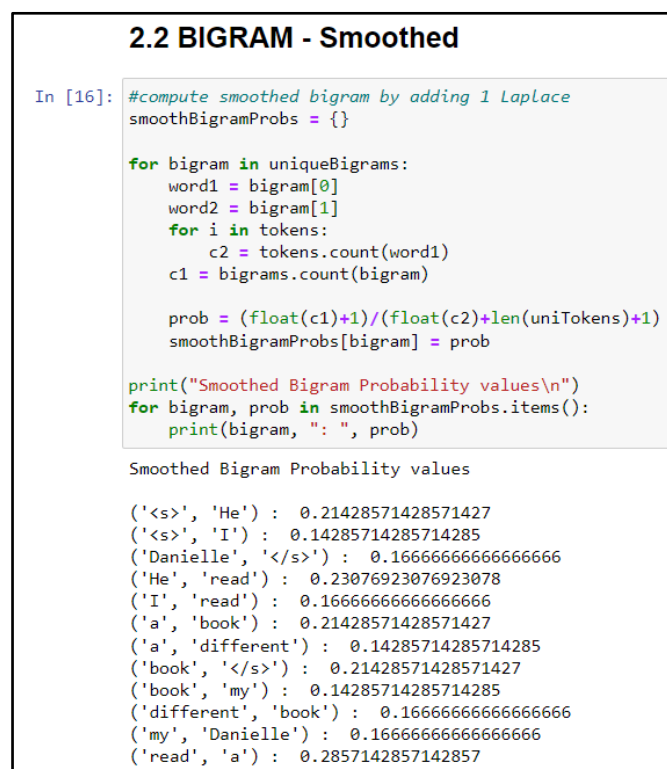 2.2 BIGRAM - Smoothed
In [16]: #compute smoothed bigram by adding 1 Laplace
smoothBigramProbs = {}
for bigram in uniqueBigrams:
    word1 = bigram[0]
    word2 = bigram[1]
    for i in tokens:
        c2 = tokens.count(word1)
    c1 = bigrams.count(bigram)
    prob = (float(c1)+1)/(float(c2)+len(uniTokens)+1)
    smoothBigramProbs[bigram] = prob
print("Smoothed Bigram Probability values\n")
for bigram, prob in smoothBigramProbs.items():
    print(bigram, ": ", prob)
Smoothed Bigram Probability values
('<s>', 'He') :  0.21428571428571427
('<s>', 'I') :  0.14285714285714285
('Danielle', '</s>') :  0.16666666666666666
('He', 'read') :  0.23076923076923078
('I', 'read') :  0.16666666666666666
('a', 'book') :  0.21428571428571427
('a', 'different') :  0.14285714285714285
('book', '</s>') :  0.21428571428571427
('book', 'my') :  0.14285714285714285
('different', 'book') :  0.16666666666666666
('my', 'Danielle') :  0.16666666666666666
('read', 'a') :  0.2857142857142857